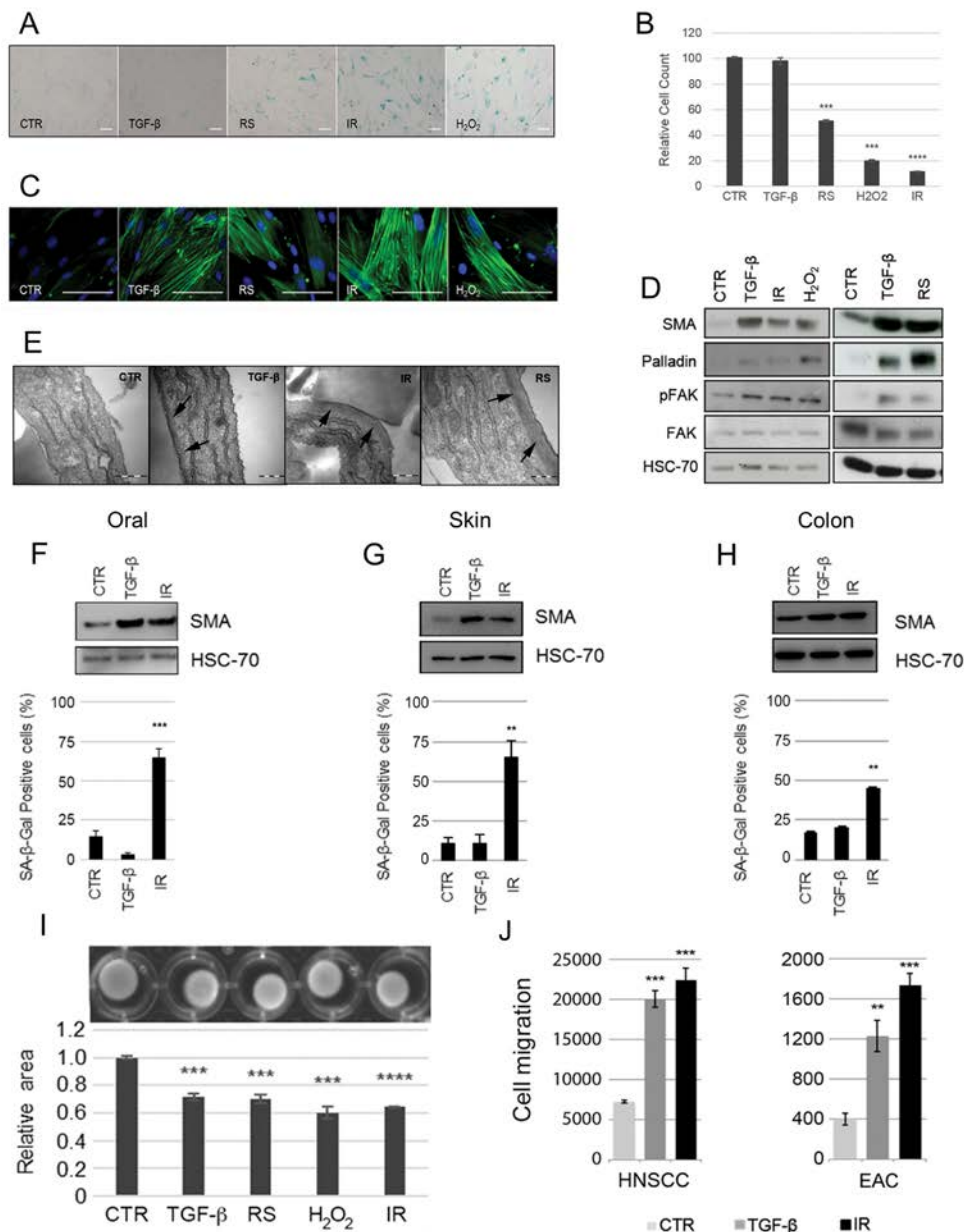 A
CTR TGF-β RS IR H₂O₂
B
Relative Cell Count
120
100
80
60
40
20
0
***
***
****
CTR TGF-β RS H2O2 IR
C
CTR TGF-β RS IR H₂O₂
D
CTR TGF-β IR H₂O₂ CTR TGF-β RS
SMA
Palladin
pFAK
FAK
HSC-70
E
CTR TGF-β IR RS
Oral Skin Colon
F
CTR TGF-β IR
SMA
HSC-70
SA-β-Gal Positive cells (%)
100
75
50
25
0
***
CTR TGF-β IR
G
CTR TGF-β IR
SMA
HSC-70
SA-β-Gal Positive cells (%)
100
75
50
25
0
**
CTR TGF-β IR
H
CTR TGF-β IR
SMA
HSC-70
SA-β-Gal Positive cells (%)
100
75
50
25
0
**
CTR TGF-β IR
I
Relative area
1.2
1.0
0.8
0.6
0.4
0.2
0
*** *** *** ****
CTR TGF-β RS H₂O₂ IR
J
Cell migration
25000
20000
15000
10000
5000
0
*** ***
HNSCC
2000
1600
1200
800
400
0
** ***
EAC
CTR TGF-β IR